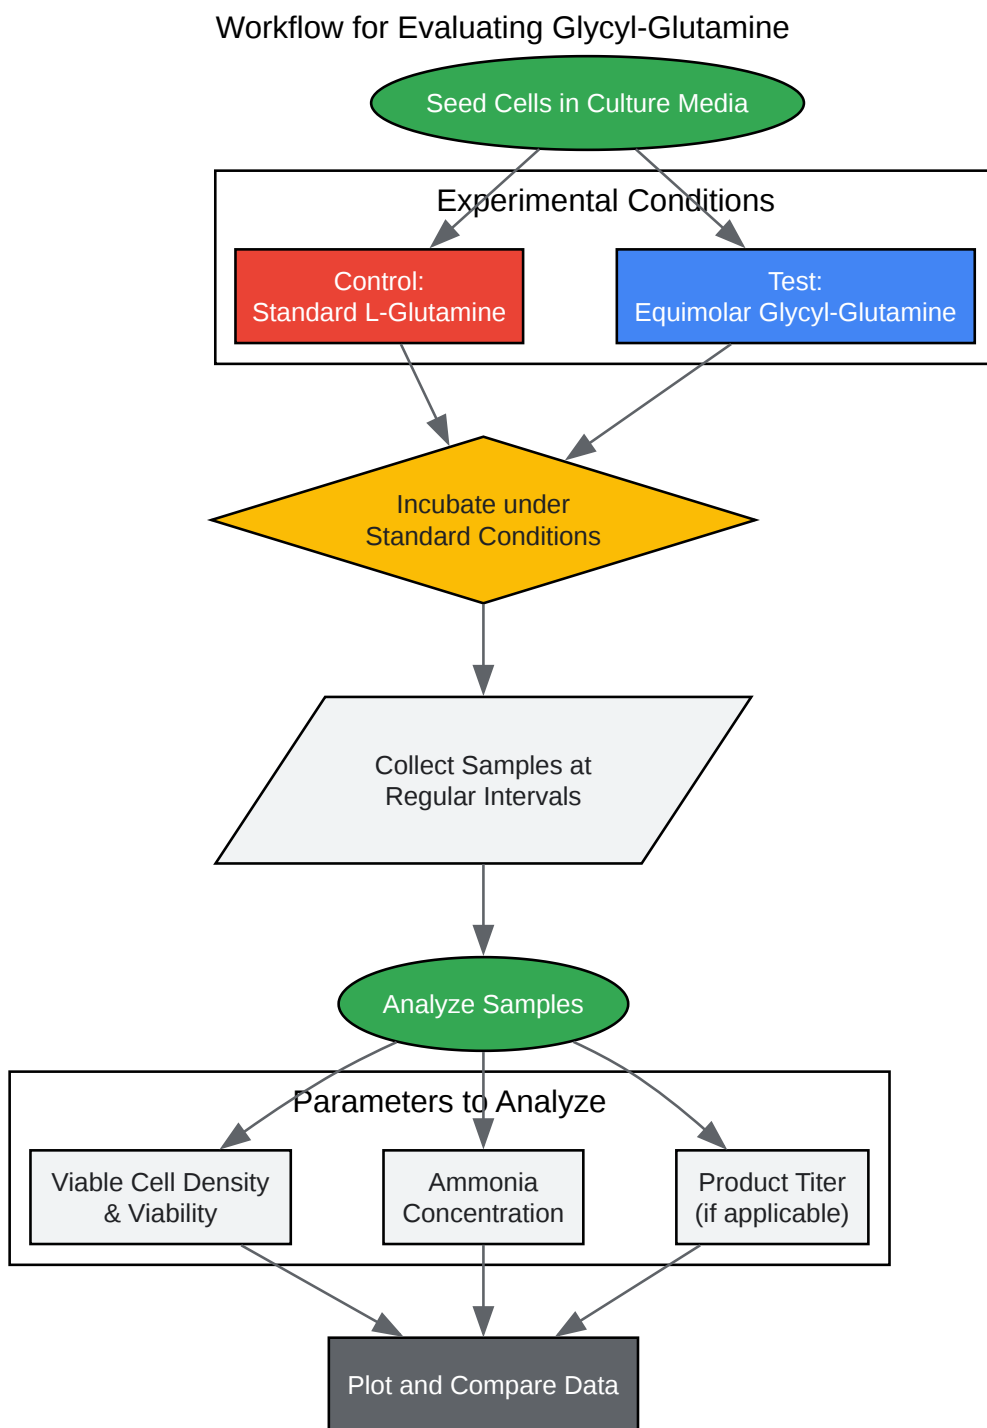 Workflow for Evaluating Glycyl-Glutamine
Seed Cells in Culture Media
Experimental Conditions
Control:
Standard L-Glutamine
Test:
Equimolar Glycyl-Glutamine
Incubate under
Standard Conditions
Collect Samples at
Regular Intervals
Analyze Samples
Parameters to Analyze
Viable Cell Density
& Viability
Ammonia
Concentration
Product Titer
(if applicable)
Plot and Compare Data